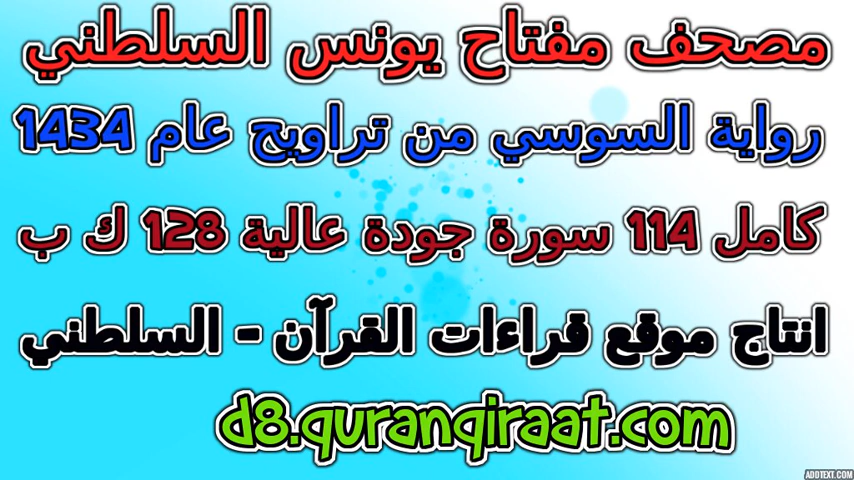 مصحف مفتاح يونس السلطني
رواية السوسي من تراويح عام 1434
كامل 114 سورة جودة عالية 128 ك ب
انتاج موقع قراءات القرآن - السلطني
d8.quranqiraat.com
ADDTEXT.COM